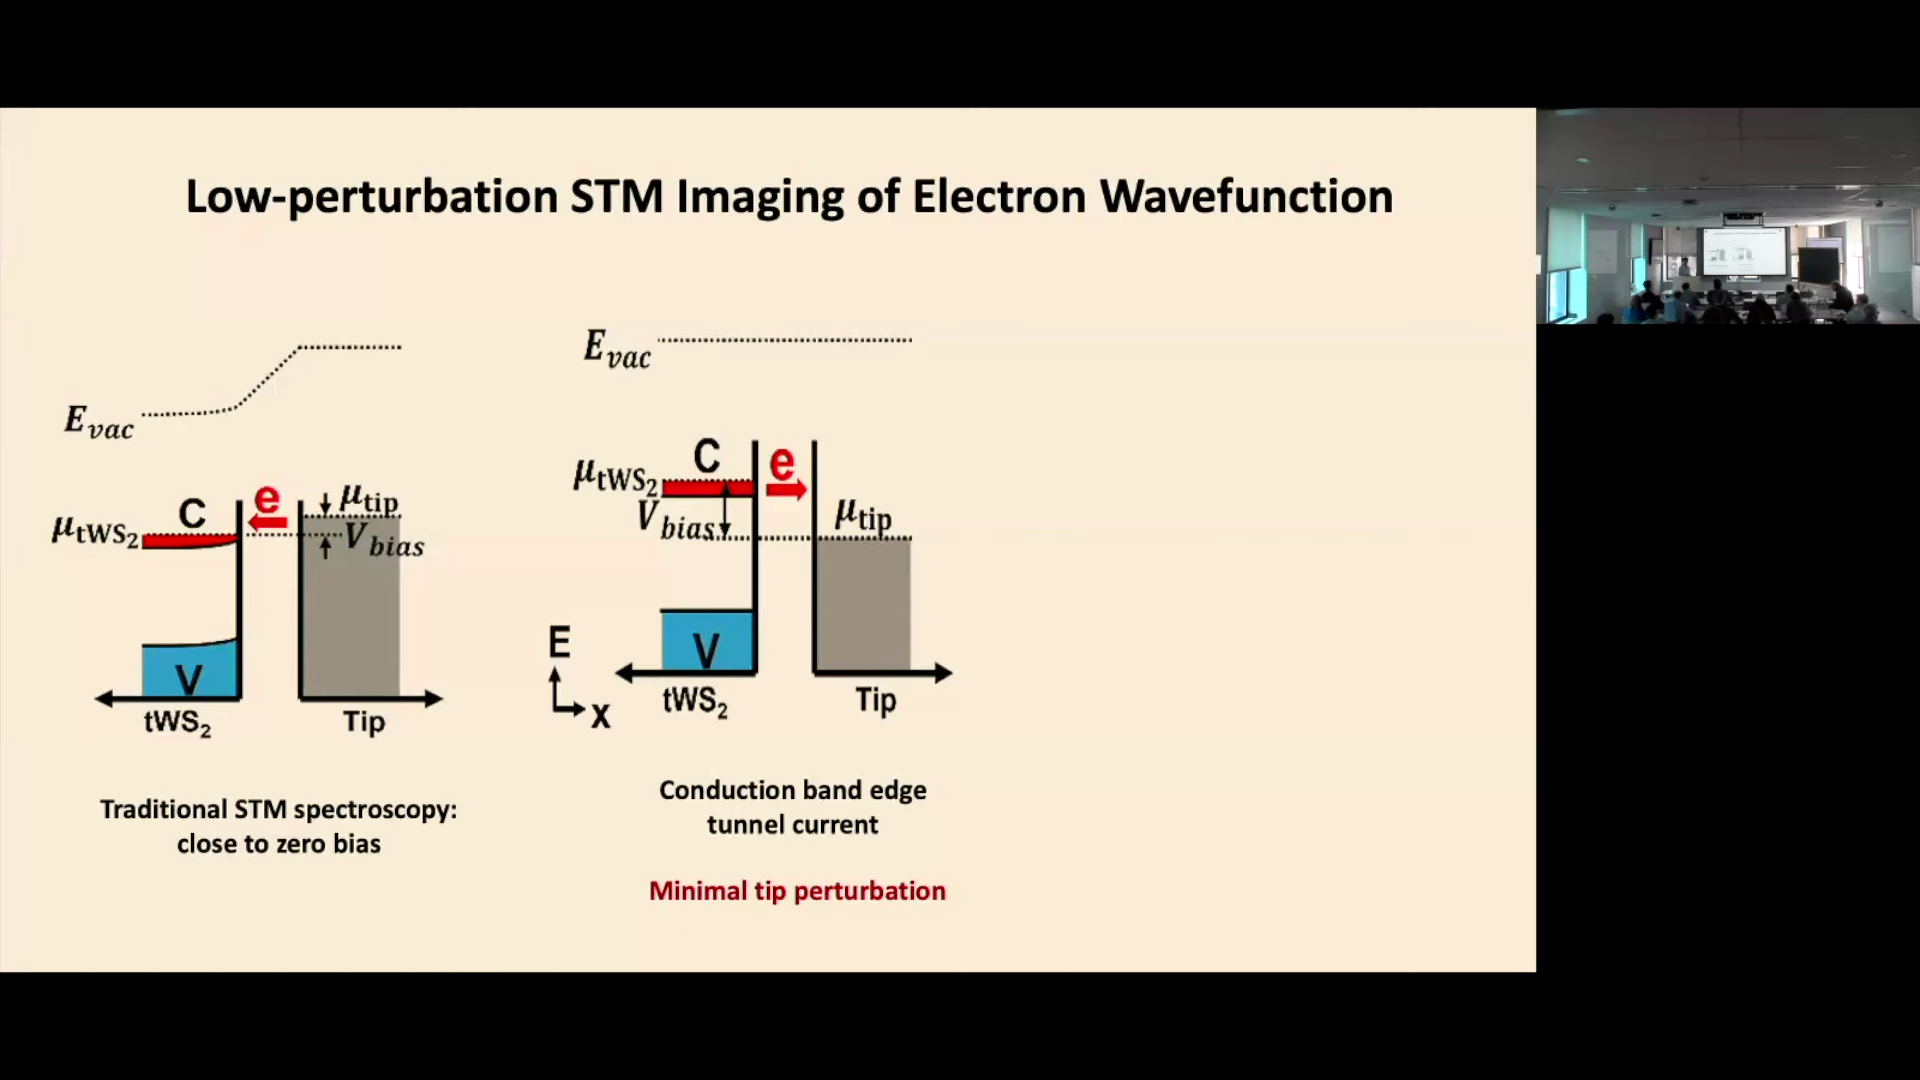 Low-perturbation STM Imaging of Electron Wavefunction
E_vac
C
e
μ_tip
μ_tWS₂
V_bias
V
tWS₂
Tip
Traditional STM spectroscopy:
close to zero bias
E_vac
C
e
μ_tWS₂
V_bias
μ_tip
E
x
V
tWS₂
Tip
Conduction band edge
tunnel current
Minimal tip perturbation